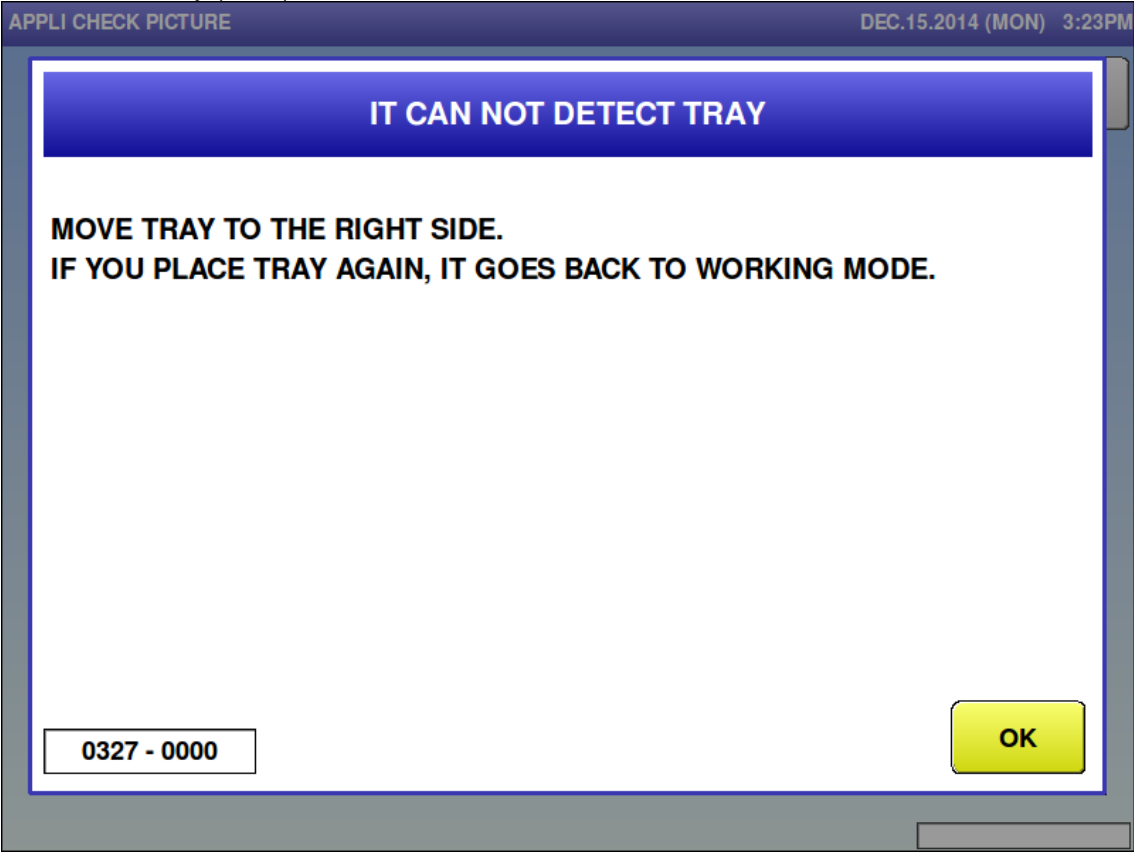 APPLI CHECK PICTURE DEC.15.2014 (MON) 3:23PM
IT CAN NOT DETECT TRAY
MOVE TRAY TO THE RIGHT SIDE.
IF YOU PLACE TRAY AGAIN, IT GOES BACK TO WORKING MODE.
0327 - 0000
OK